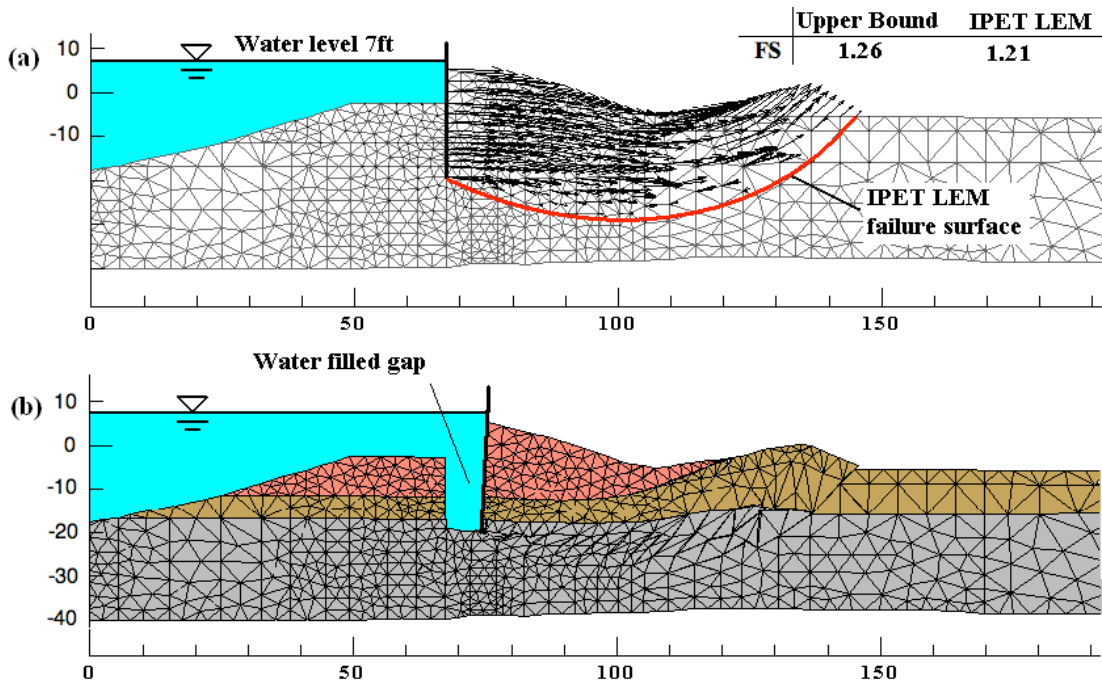 Upper Bound IPET LEM
FS 1.26 1.21
(a)
Water level 7ft
10
0
-10
IPET LEM
failure surface
0 50 100 150
Water filled gap
(b)
10
0
-10
-20
-30
-40
0 50 100 150